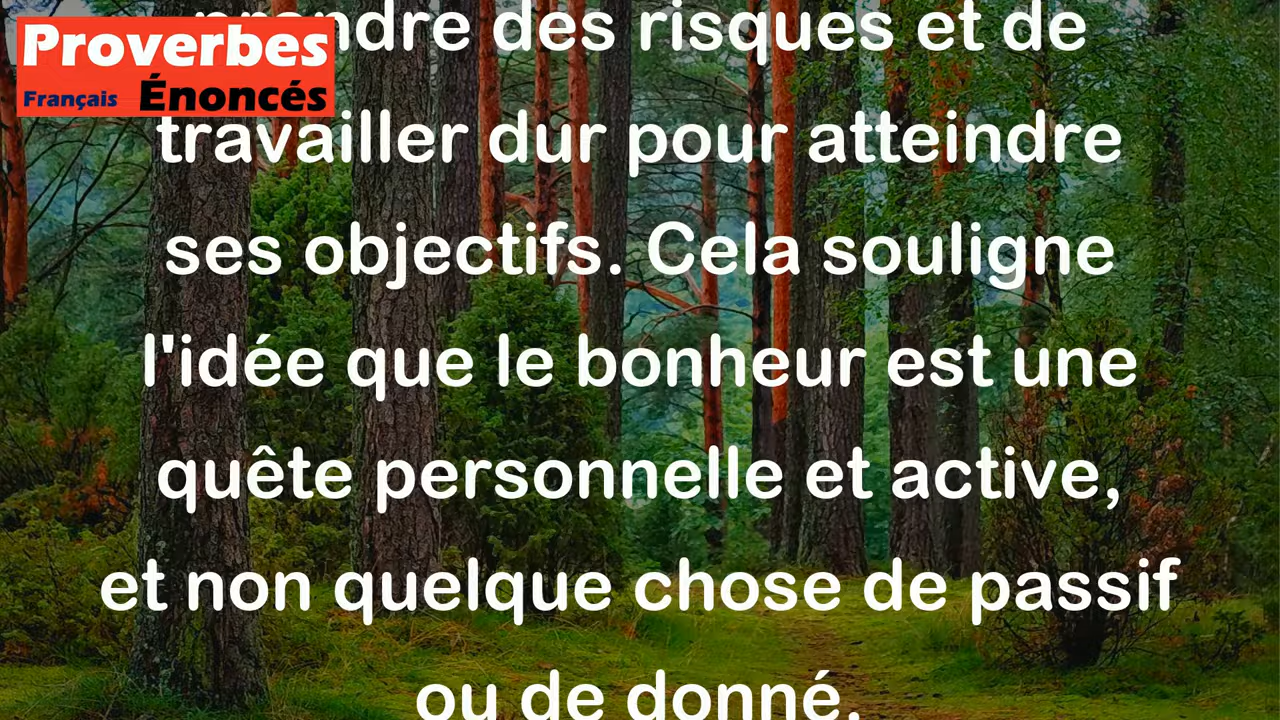 Proverbes
Français Énoncés
prendre des risques et de
travailler dur pour atteindre
ses objectifs. Cela souligne
l'idée que le bonheur est une
quête personnelle et active,
et non quelque chose de passif
ou de donné.